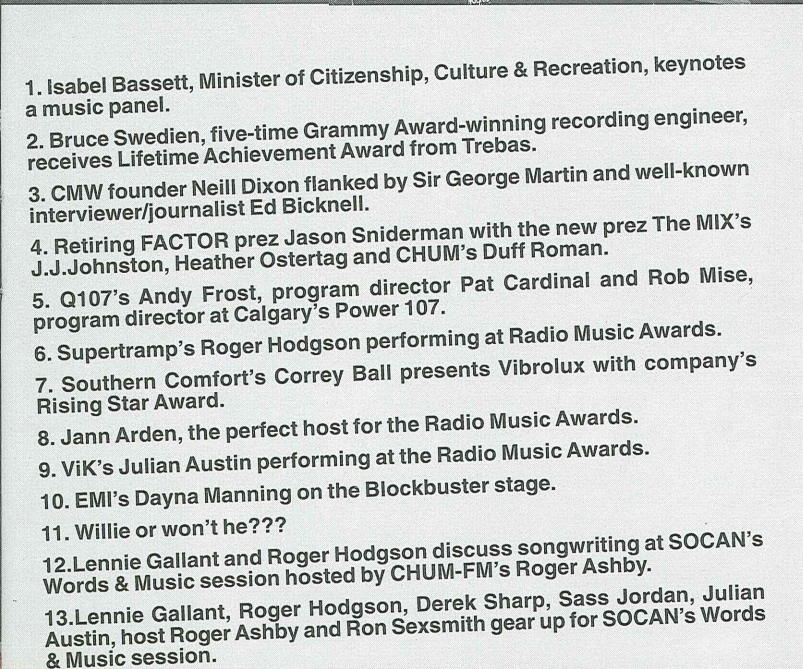 1. Isabel Bassett, Minister of Citizenship, Culture & Recreation, keynotes
a music panel.
2. Bruce Swedien, five-time Grammy Award-winning recording engineer,
receives Lifetime Achievement Award from Trebas.
3. CMW founder Neill Dixon flanked by Sir George Martin and well-known
interviewer/journalist Ed Bicknell.
4. Retiring FACTOR prez Jason Sniderman with the new prez The MIX's
J.J.Johnston, Heather Ostertag and CHUM's Duff Roman.
5. Q107's Andy Frost, program director Pat Cardinal and Rob Mise,
program director at Calgary's Power 107.
6. Supertramp's Roger Hodgson performing at Radio Music Awards.
7. Southern Comfort's Correy Ball presents Vibrolux with company's
Rising Star Award.
8. Jann Arden, the perfect host for the Radio Music Awards.
9. ViK's Julian Austin performing at the Radio Music Awards.
10. EMI's Dayna Manning on the Blockbuster stage.
11. Willie or won't he???
12.Lennie Gallant and Roger Hodgson discuss songwriting at SOCAN's
Words & Music session hosted by CHUM-FM's Roger Ashby.
13.Lennie Gallant, Roger Hodgson, Derek Sharp, Sass Jordan, Julian
Austin, host Roger Ashby and Ron Sexsmith gear up for SOCAN's Words
& Music session.